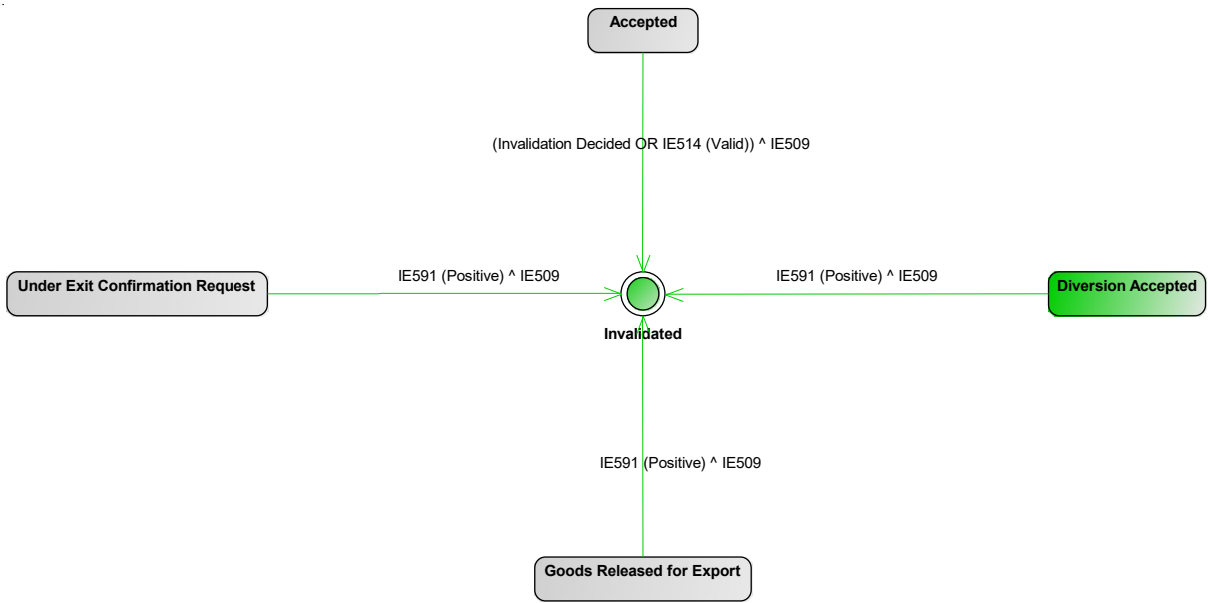 Accepted
(Invalidation Decided OR IE514 (Valid)) ^ IE509
Under Exit Confirmation Request
IE591 (Positive) ^ IE509
IE591 (Positive) ^ IE509
Diversion Accepted
Invalidated
IE591 (Positive) ^ IE509
Goods Released for Export